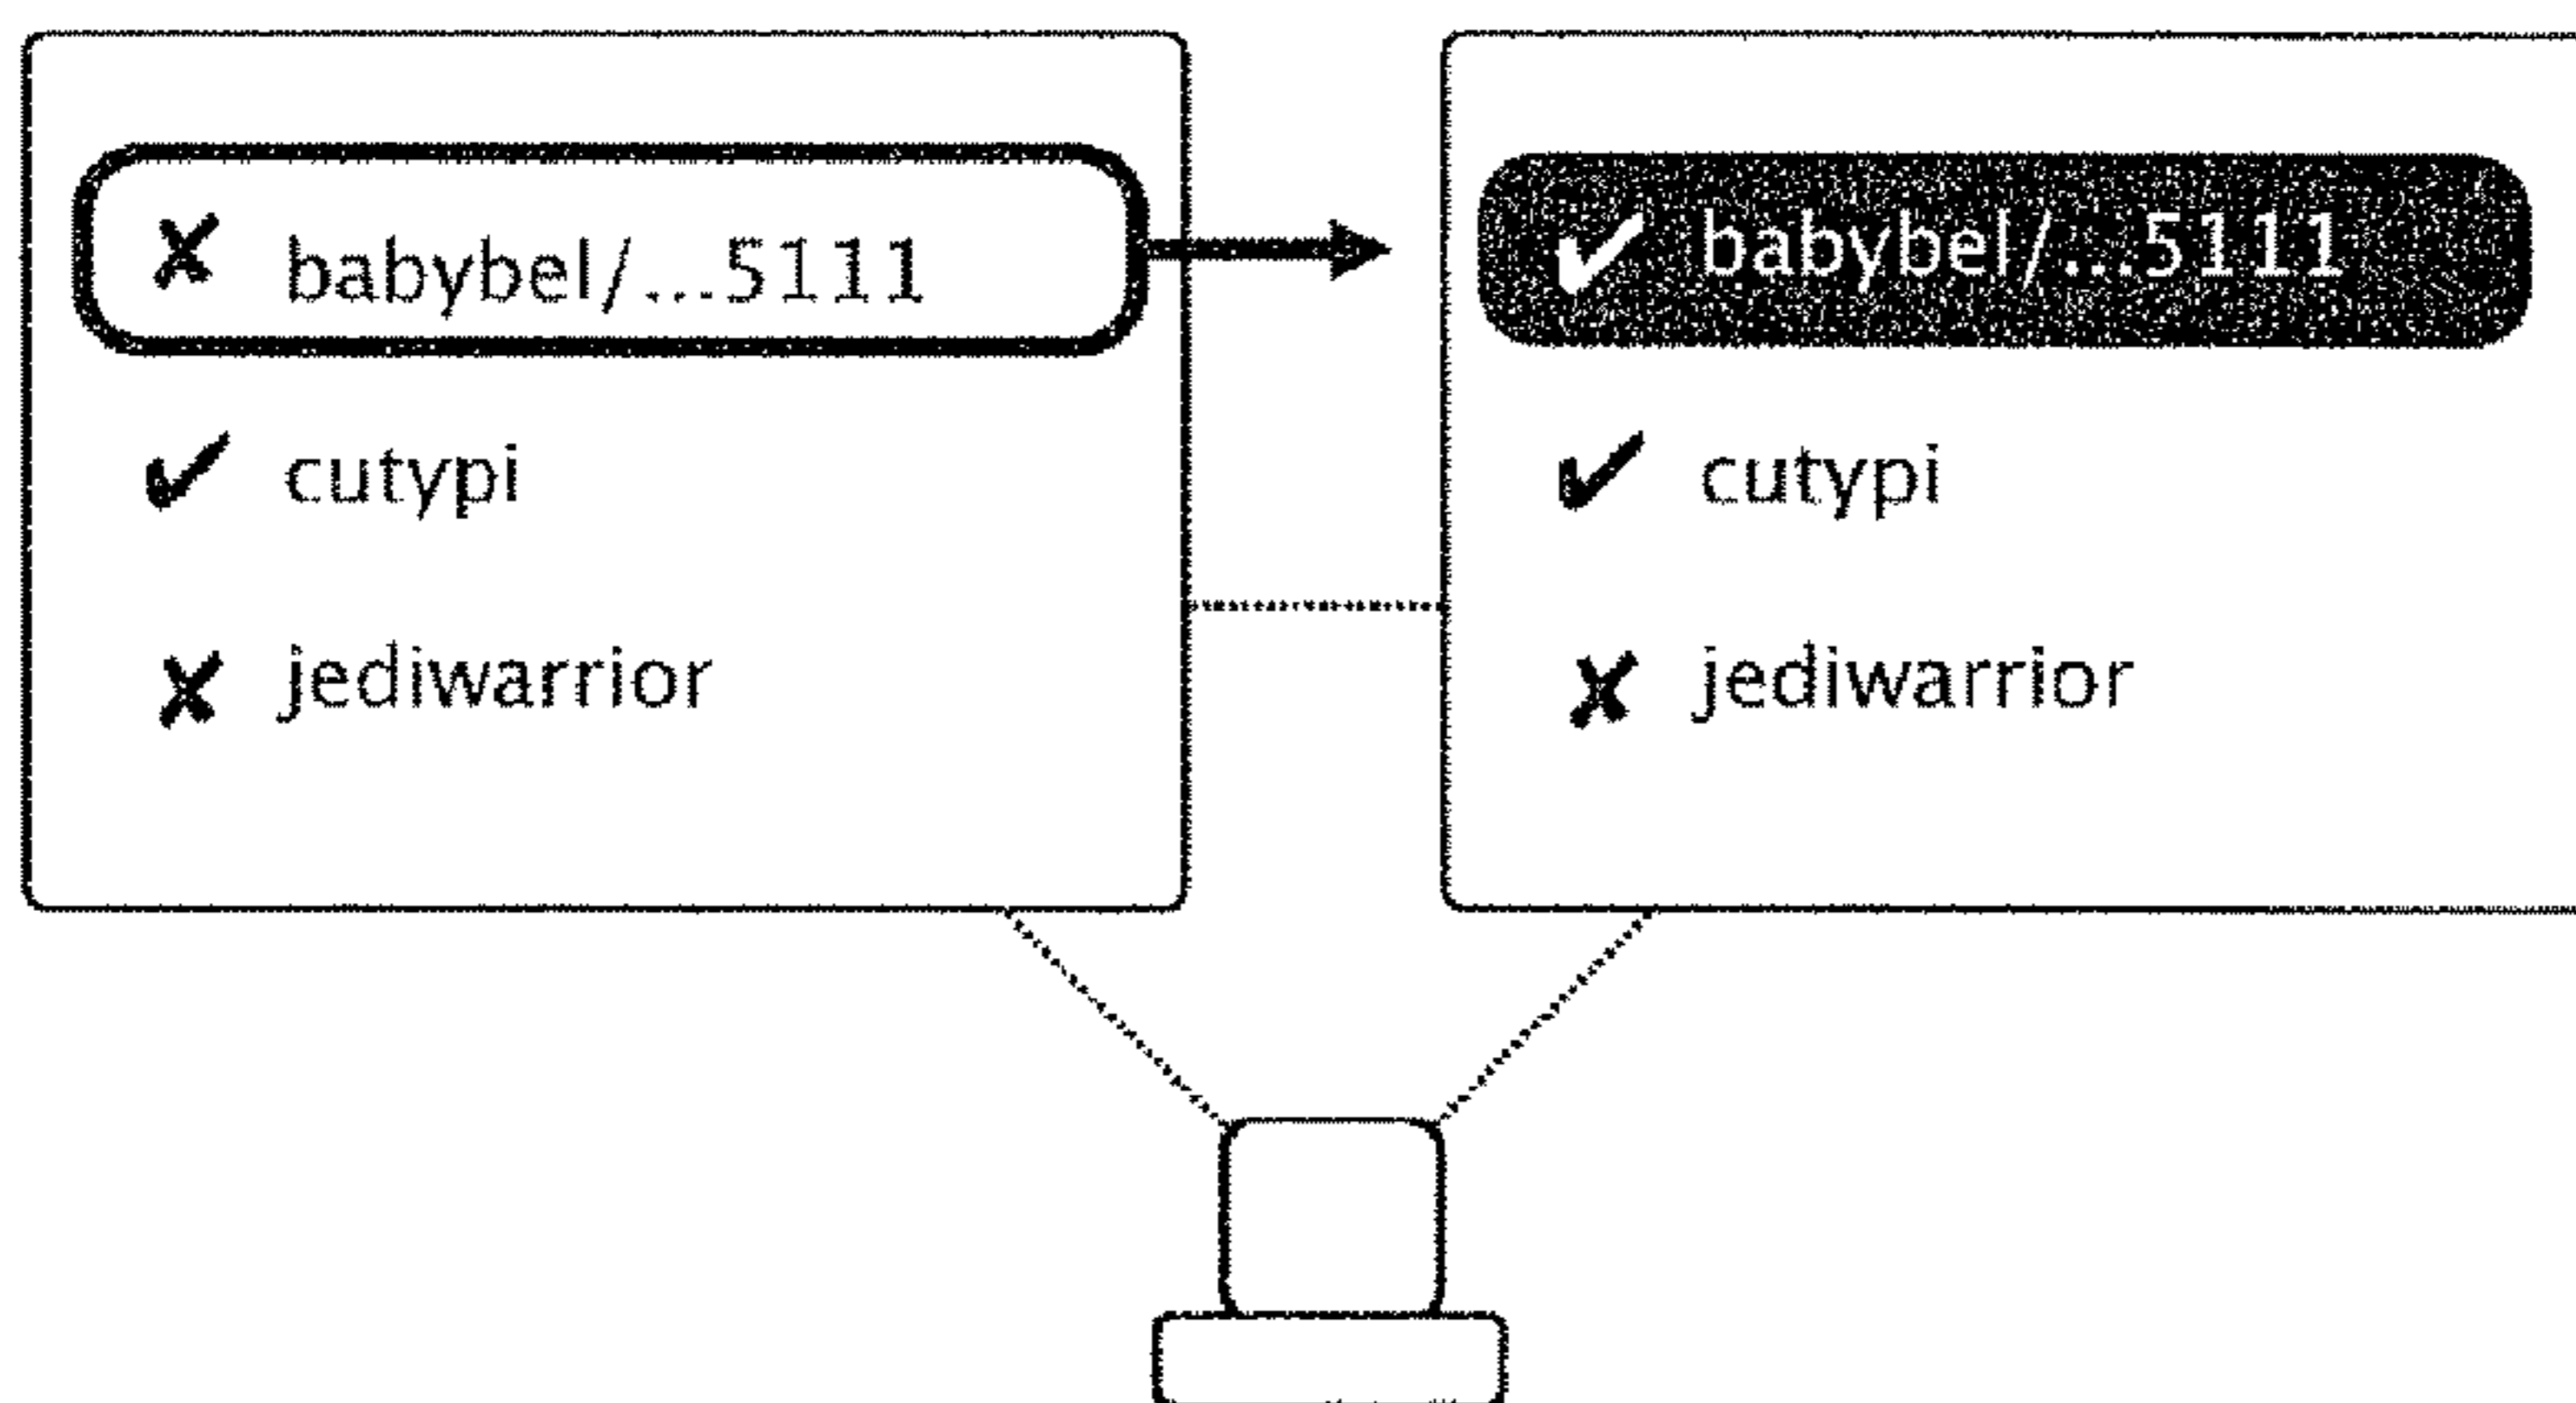 ✘ babybel/...5111
✔ cutypi
✘ jediwarrior
✔ babybel/...5111
✔ cutypi
✘ jediwarrior